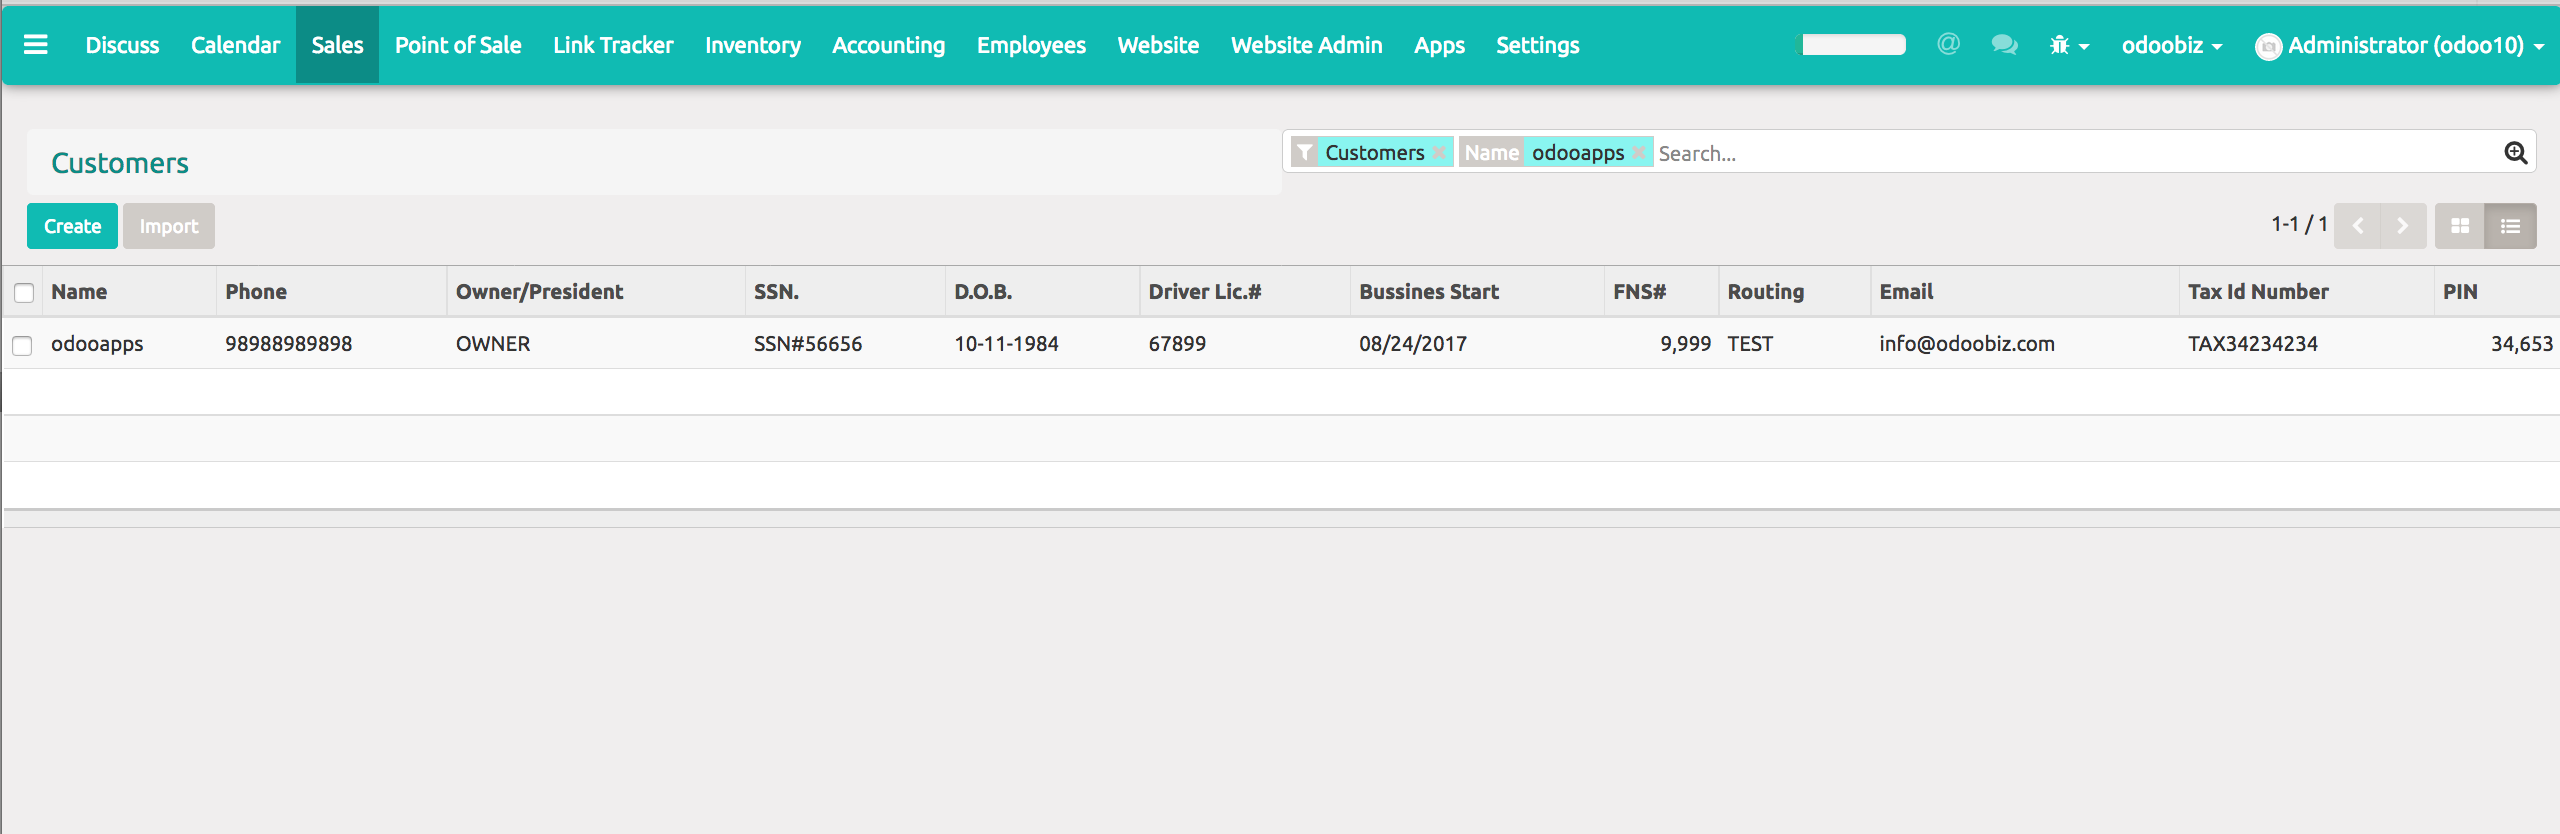 Discuss Calendar Sales Point of Sale Link Tracker Inventory Accounting Employees Website Website Admin Apps Settings @ odoobiz Administrator (odoo10)
Customers
Customers Name odooapps Search...
Create Import
1-1 / 1
Name Phone Owner/President SSN. D.O.B. Driver Lic.# Bussines Start FNS# Routing Email Tax Id Number PIN
odooapps 98988989898 OWNER SSN#56656 10-11-1984 67899 08/24/2017 9,999 TEST info@odoobiz.com TAX34234234 34,653